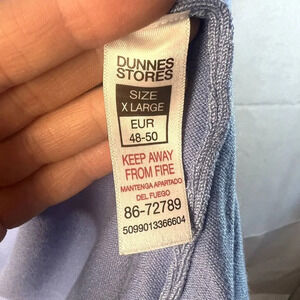 DUNNES
STORES
SIZE
X LARGE
EUR
48-50
KEEP AWAY
FROM FIRE
MANTENGA APARTADO
DEL FUEGO
86-72789
5099013366604